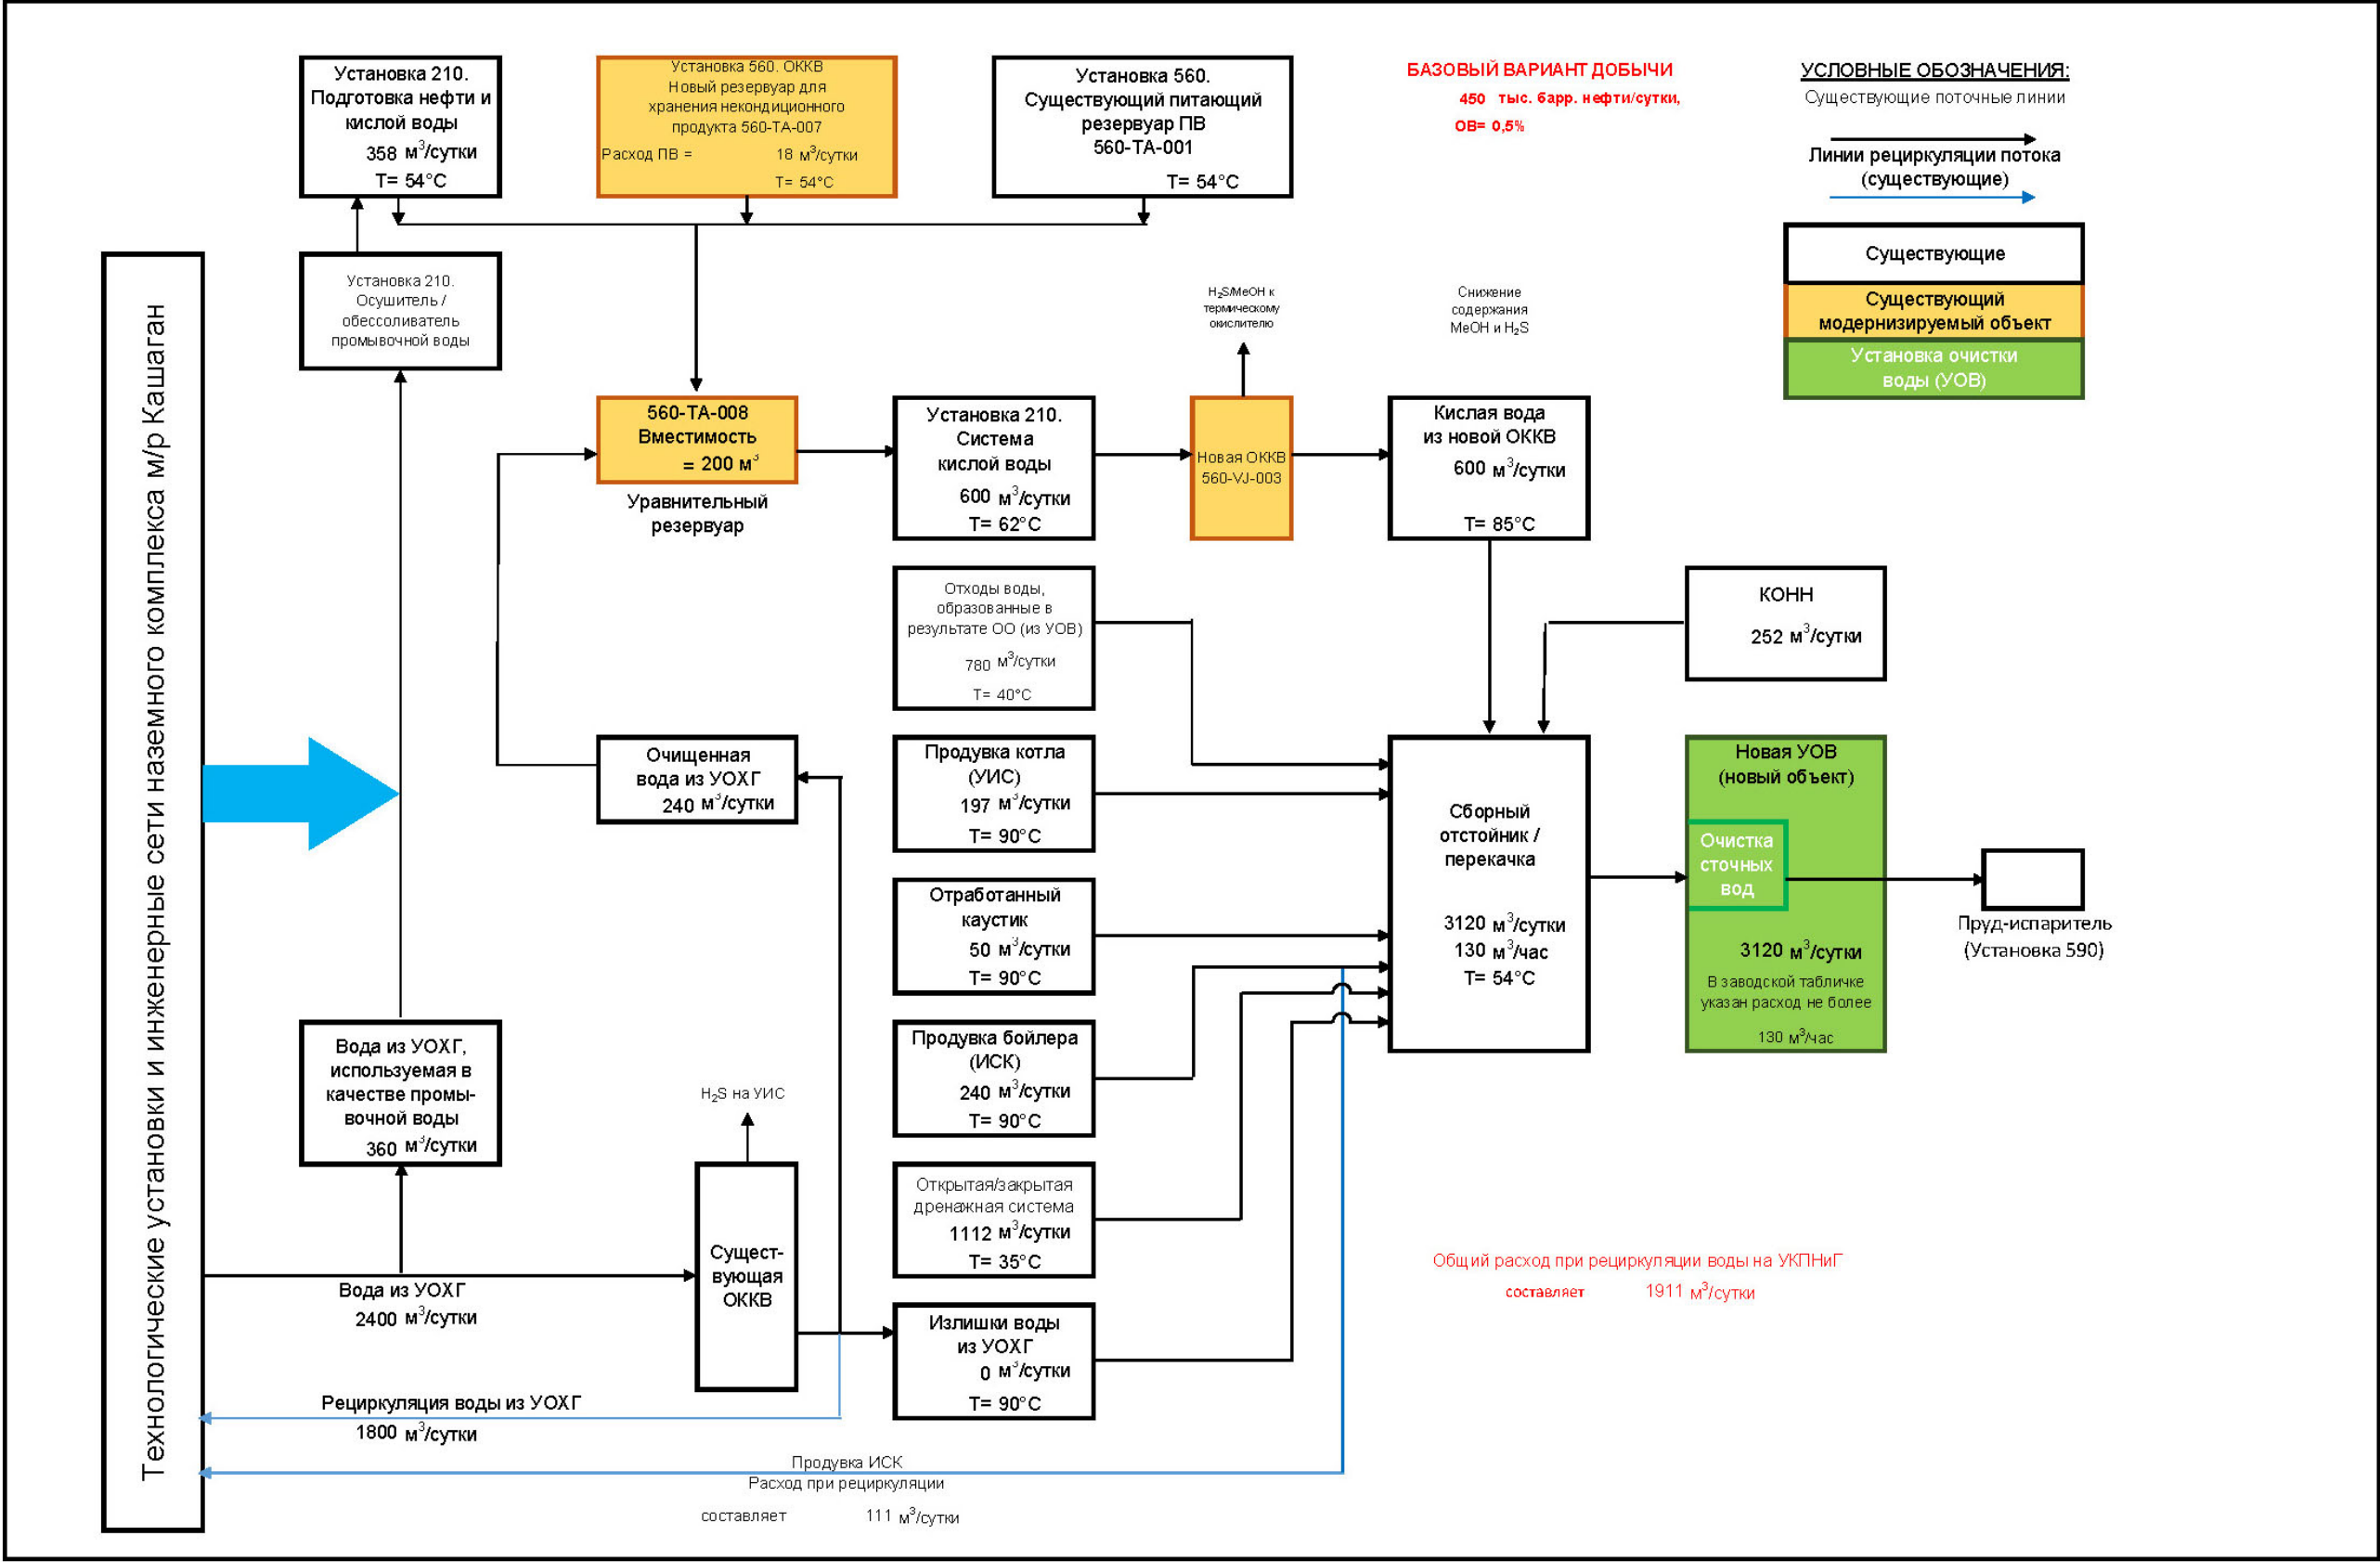 Установка 210.
Подготовка нефти и
кислой воды
358 м³/сутки
Т= 54°С
Установка 560. ОККВ
Новый резервуар для
хранения некондиционного
продукта 560-ТА-007
Расход ПВ = 18 м³/сутки
Т= 54°С
Установка 560.
Существующий питающий
резервуар ПВ
560-ТА-001
Т= 54°С
БАЗОВЫЙ ВАРИАНТ ДОБЫЧИ
450 тыс. барр. нефти/сутки,
ОВ= 0,5%
УСЛОВНЫЕ ОБОЗНАЧЕНИЯ:
Существующие поточные линии
Линии рециркуляции потока
(существующие)
Существующие
Существующий
модернизируемый объект
Установка очистки
воды (УОВ)
Технологические установки и инженерные сети наземного комплекса м/р Кашаган
Установка 210.
Осушитель /
обессоливатель
промывочной воды
H₂S/MeOH к
термического
окислителю
Снижение
содержания
MeOH и H₂S
560-ТА-008
Вместимость
= 200 м³
Уравнительный
резервуар
Установка 210.
Система
кислой воды
600 м³/сутки
Т= 62°С
Новая ОККВ
560-VJ-003
Кислая вода
из новой ОККВ
600 м³/сутки
Т= 85°С
Отходы воды,
образованные в
результате ОО (из УОВ)
780 м³/сутки
Т= 40°С
КОНН
252 м³/сутки
Очищенная
вода из УОХГ
240 м³/сутки
Продувка котла
(УИС)
197 м³/сутки
Т= 90°С
Сборный
отстойник /
перекачка
3120 м³/сутки
130 м³/час
Т= 54°С
Новая УОВ
(новый объект)
Очистка
сточных
вод
3120 м³/сутки
В заводской табличке
указан расход не более
130 м³/час
Пруд-испаритель
(Установка 590)
Отработанный
каустик
50 м³/сутки
Т= 90°С
Вода из УОХГ,
используемая в
качестве промы-
вочной воды
360 м³/сутки
Продувка бойлера
(ИСК)
240 м³/сутки
Т= 90°С
H₂S на УИС
Открытая/закрытая
дренажная система
1112 м³/сутки
Т= 35°С
Сущест-
вующая
ОККВ
Вода из УОХГ
2400 м³/сутки
Излишки воды
из УОХГ
0 м³/сутки
Т= 90°С
Общий расход при рециркуляции воды на УКПНиГ
составляет 1911 м³/сутки
Рециркуляция воды из УОХГ
1800 м³/сутки
Продувка ИСК
Расход при рециркуляции
составляет 111 м³/сутки